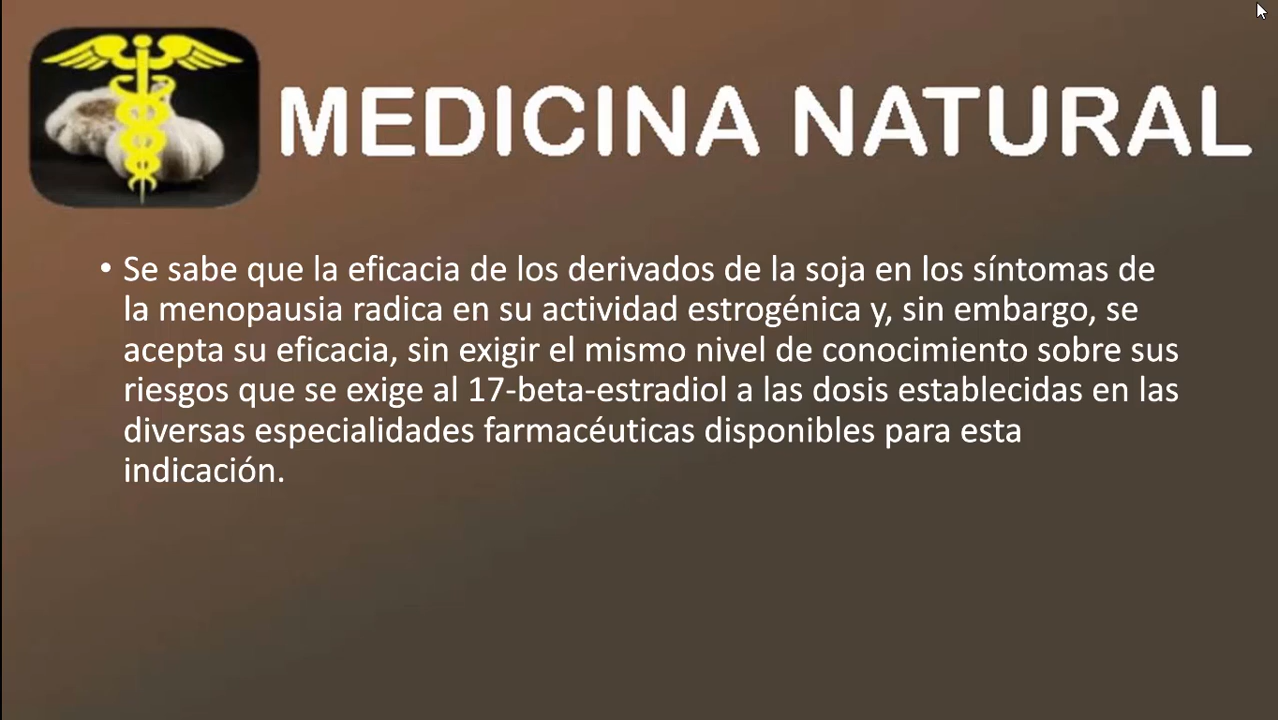 MEDICINA NATURAL
• Se sabe que la eficacia de los derivados de la soja en los síntomas de
la menopausia radica en su actividad estrogénica y, sin embargo, se
acepta su eficacia, sin exigir el mismo nivel de conocimiento sobre sus
riesgos que se exige al 17-beta-estradiol a las dosis establecidas en las
diversas especialidades farmacéuticas disponibles para esta
indicación.